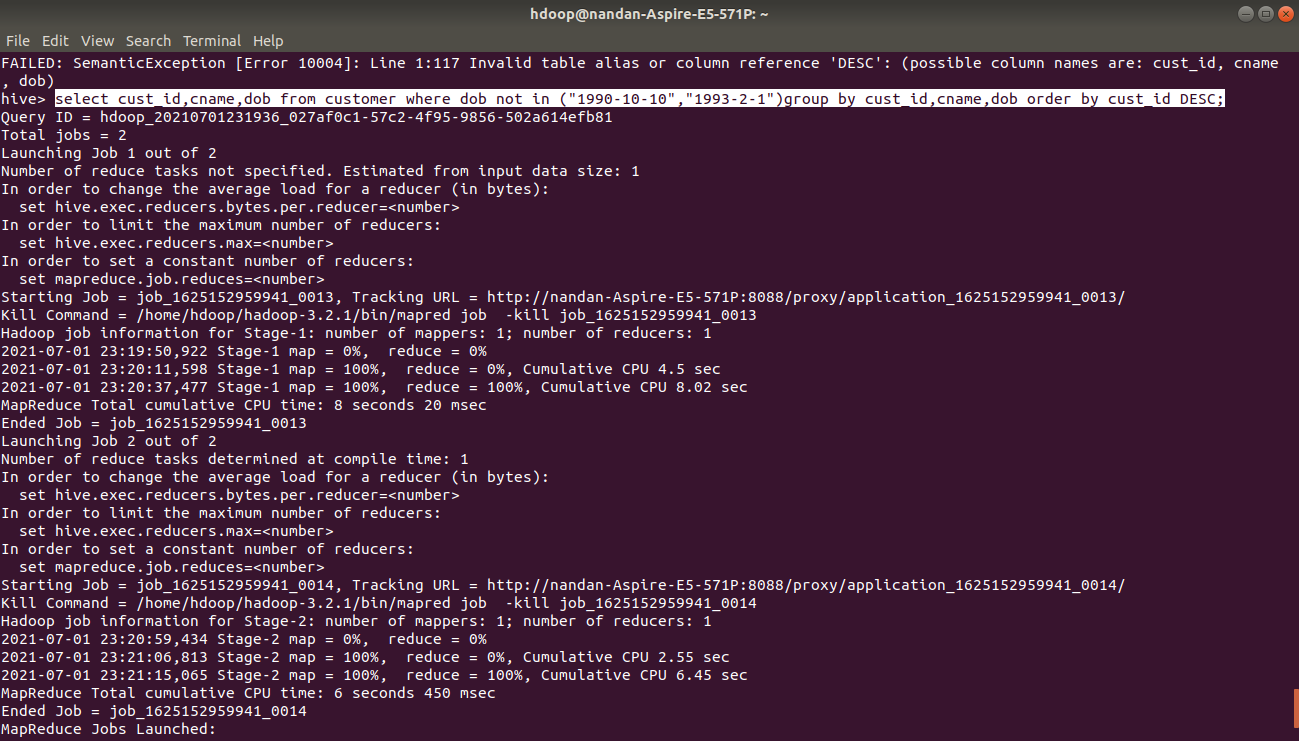 hdoop@nandan-Aspire-E5-571P: ~
File Edit View Search Terminal Help
FAILED: SemanticException [Error 10004]: Line 1:117 Invalid table alias or column reference 'DESC': (possible column names are: cust_id, cname
, dob)
hive> select cust_id,cname,dob from customer where dob not in ("1990-10-10","1993-2-1")group by cust_id,cname,dob order by cust_id DESC;
Query ID = hdoop_20210701231936_027af0c1-57c2-4f95-9856-502a614efb81
Total jobs = 2
Launching Job 1 out of 2
Number of reduce tasks not specified. Estimated from input data size: 1
In order to change the average load for a reducer (in bytes):
  set hive.exec.reducers.bytes.per.reducer=<number>
In order to limit the maximum number of reducers:
  set hive.exec.reducers.max=<number>
In order to set a constant number of reducers:
  set mapreduce.job.reduces=<number>
Starting Job = job_1625152959941_0013, Tracking URL = http://nandan-Aspire-E5-571P:8088/proxy/application_1625152959941_0013/
Kill Command = /home/hdoop/hadoop-3.2.1/bin/mapred job  -kill job_1625152959941_0013
Hadoop job information for Stage-1: number of mappers: 1; number of reducers: 1
2021-07-01 23:19:50,922 Stage-1 map = 0%,  reduce = 0%
2021-07-01 23:20:11,598 Stage-1 map = 100%,  reduce = 0%, Cumulative CPU 4.5 sec
2021-07-01 23:20:37,477 Stage-1 map = 100%,  reduce = 100%, Cumulative CPU 8.02 sec
MapReduce Total cumulative CPU time: 8 seconds 20 msec
Ended Job = job_1625152959941_0013
Launching Job 2 out of 2
Number of reduce tasks determined at compile time: 1
In order to change the average load for a reducer (in bytes):
  set hive.exec.reducers.bytes.per.reducer=<number>
In order to limit the maximum number of reducers:
  set hive.exec.reducers.max=<number>
In order to set a constant number of reducers:
  set mapreduce.job.reduces=<number>
Starting Job = job_1625152959941_0014, Tracking URL = http://nandan-Aspire-E5-571P:8088/proxy/application_1625152959941_0014/
Kill Command = /home/hdoop/hadoop-3.2.1/bin/mapred job  -kill job_1625152959941_0014
Hadoop job information for Stage-2: number of mappers: 1; number of reducers: 1
2021-07-01 23:20:59,434 Stage-2 map = 0%,  reduce = 0%
2021-07-01 23:21:06,813 Stage-2 map = 100%,  reduce = 0%, Cumulative CPU 2.55 sec
2021-07-01 23:21:15,065 Stage-2 map = 100%,  reduce = 100%, Cumulative CPU 6.45 sec
MapReduce Total cumulative CPU time: 6 seconds 450 msec
Ended Job = job_1625152959941_0014
MapReduce Jobs Launched: